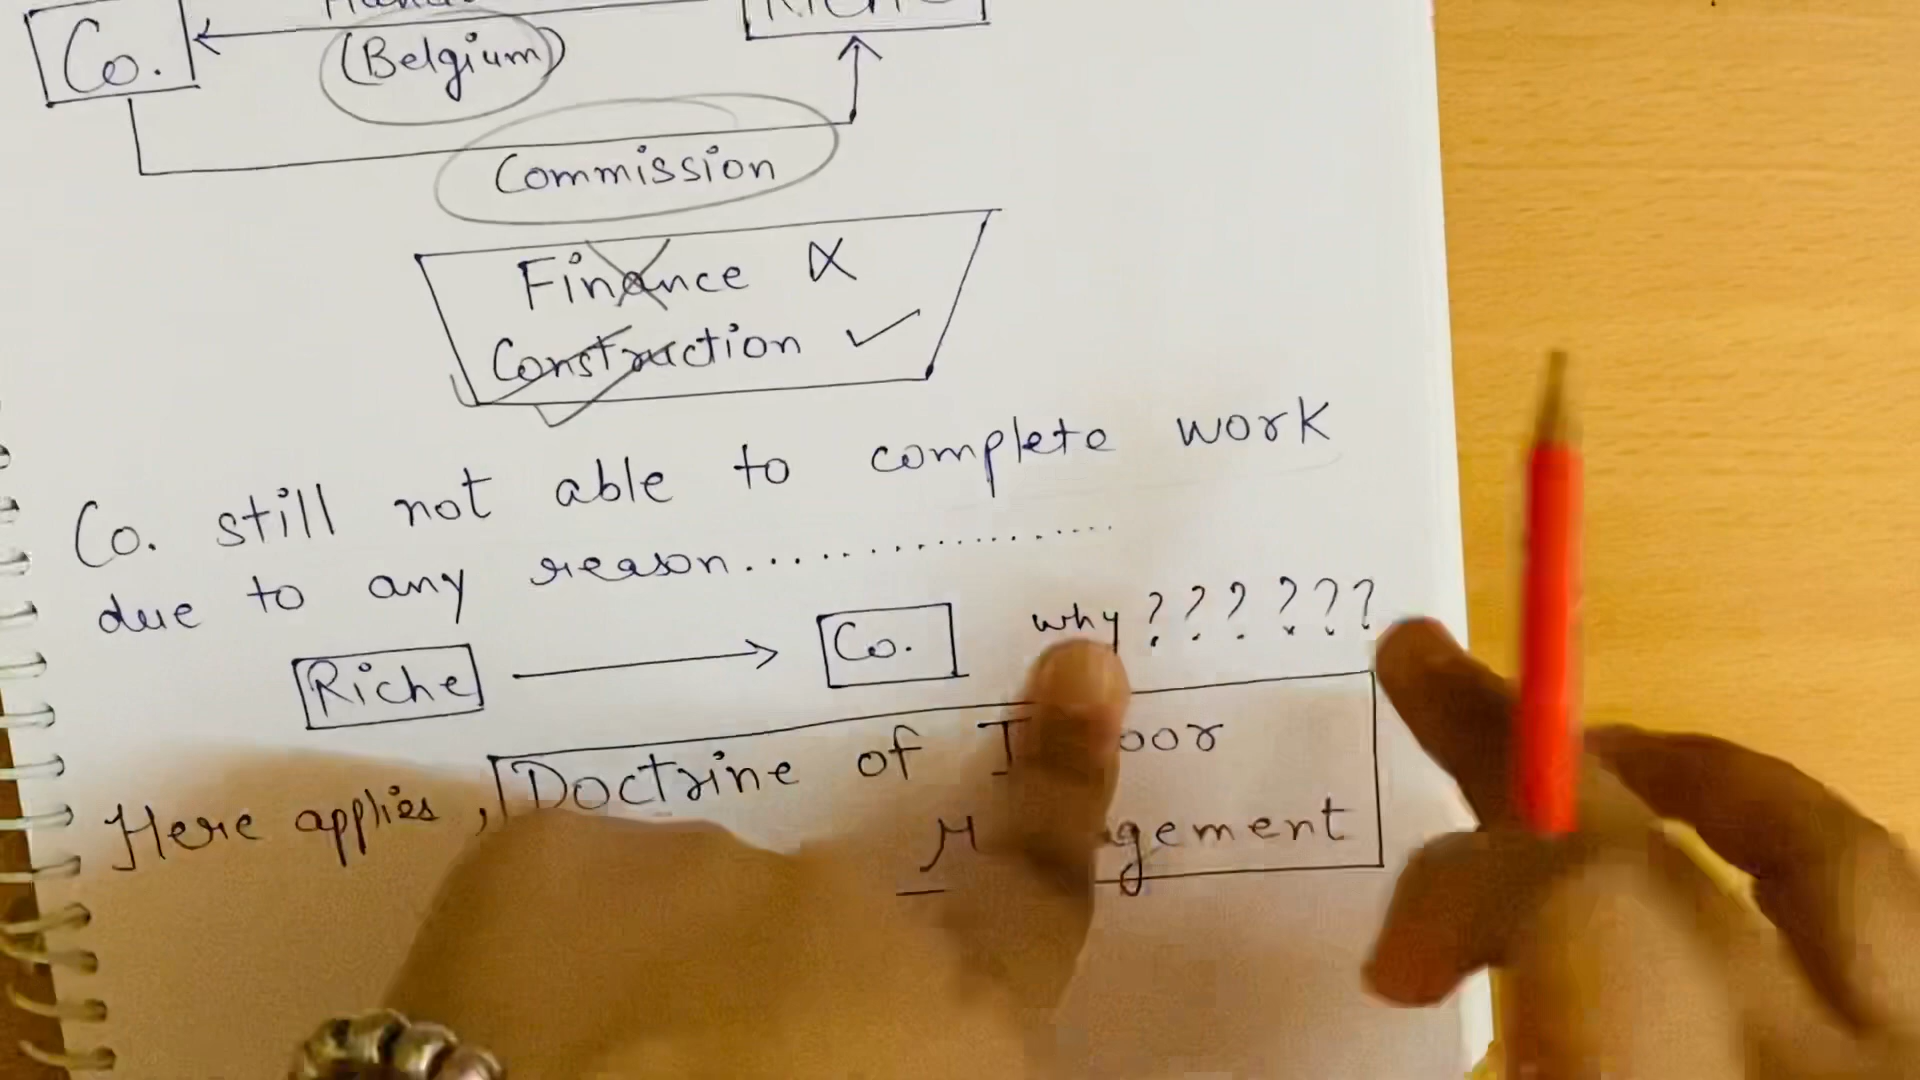 Co.
(Belgium)
Commission
Finance X
Construction ✓
Co. still not able to complete work
due to any reason..................
Riche → Co. why ? ? ? ? ? ?
Here applies, Doctrine of